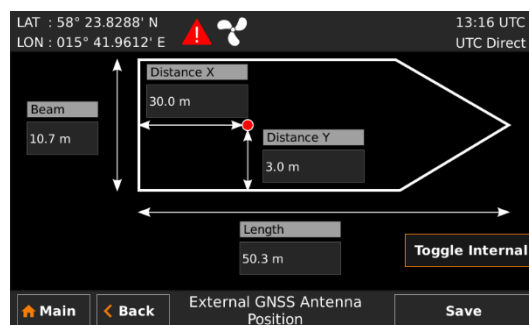 LAT : 58° 23.8288' N
LON : 015° 41.9612' E
13:16 UTC
UTC Direct
Distance X
30.0 m
Beam
10.7 m
Distance Y
3.0 m
Length
50.3 m
Toggle Internal
Main
Back
External GNSS Antenna
Position
Save